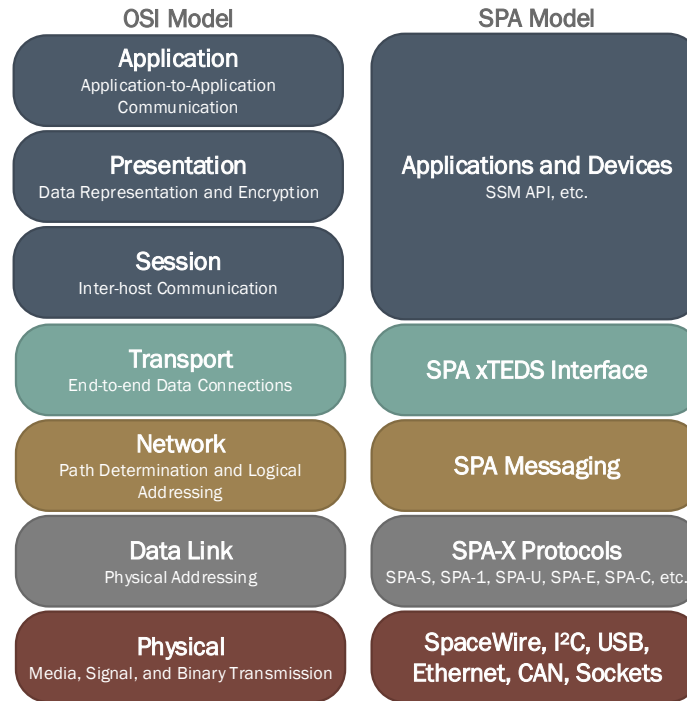 OSI Model
Application
Application-to-Application
Communication
Presentation
Data Representation and Encryption
Session
Inter-host Communication
Transport
End-to-end Data Connections
Network
Path Determination and Logical
Addressing
Data Link
Physical Addressing
Physical
Media, Signal, and Binary Transmission
SPA Model
Applications and Devices
SSM API, etc.
SPA xTEDS Interface
SPA Messaging
SPA-X Protocols
SPA-S, SPA-1, SPA-U, SPA-E, SPA-C, etc.
SpaceWire, I²C, USB,
Ethernet, CAN, Sockets